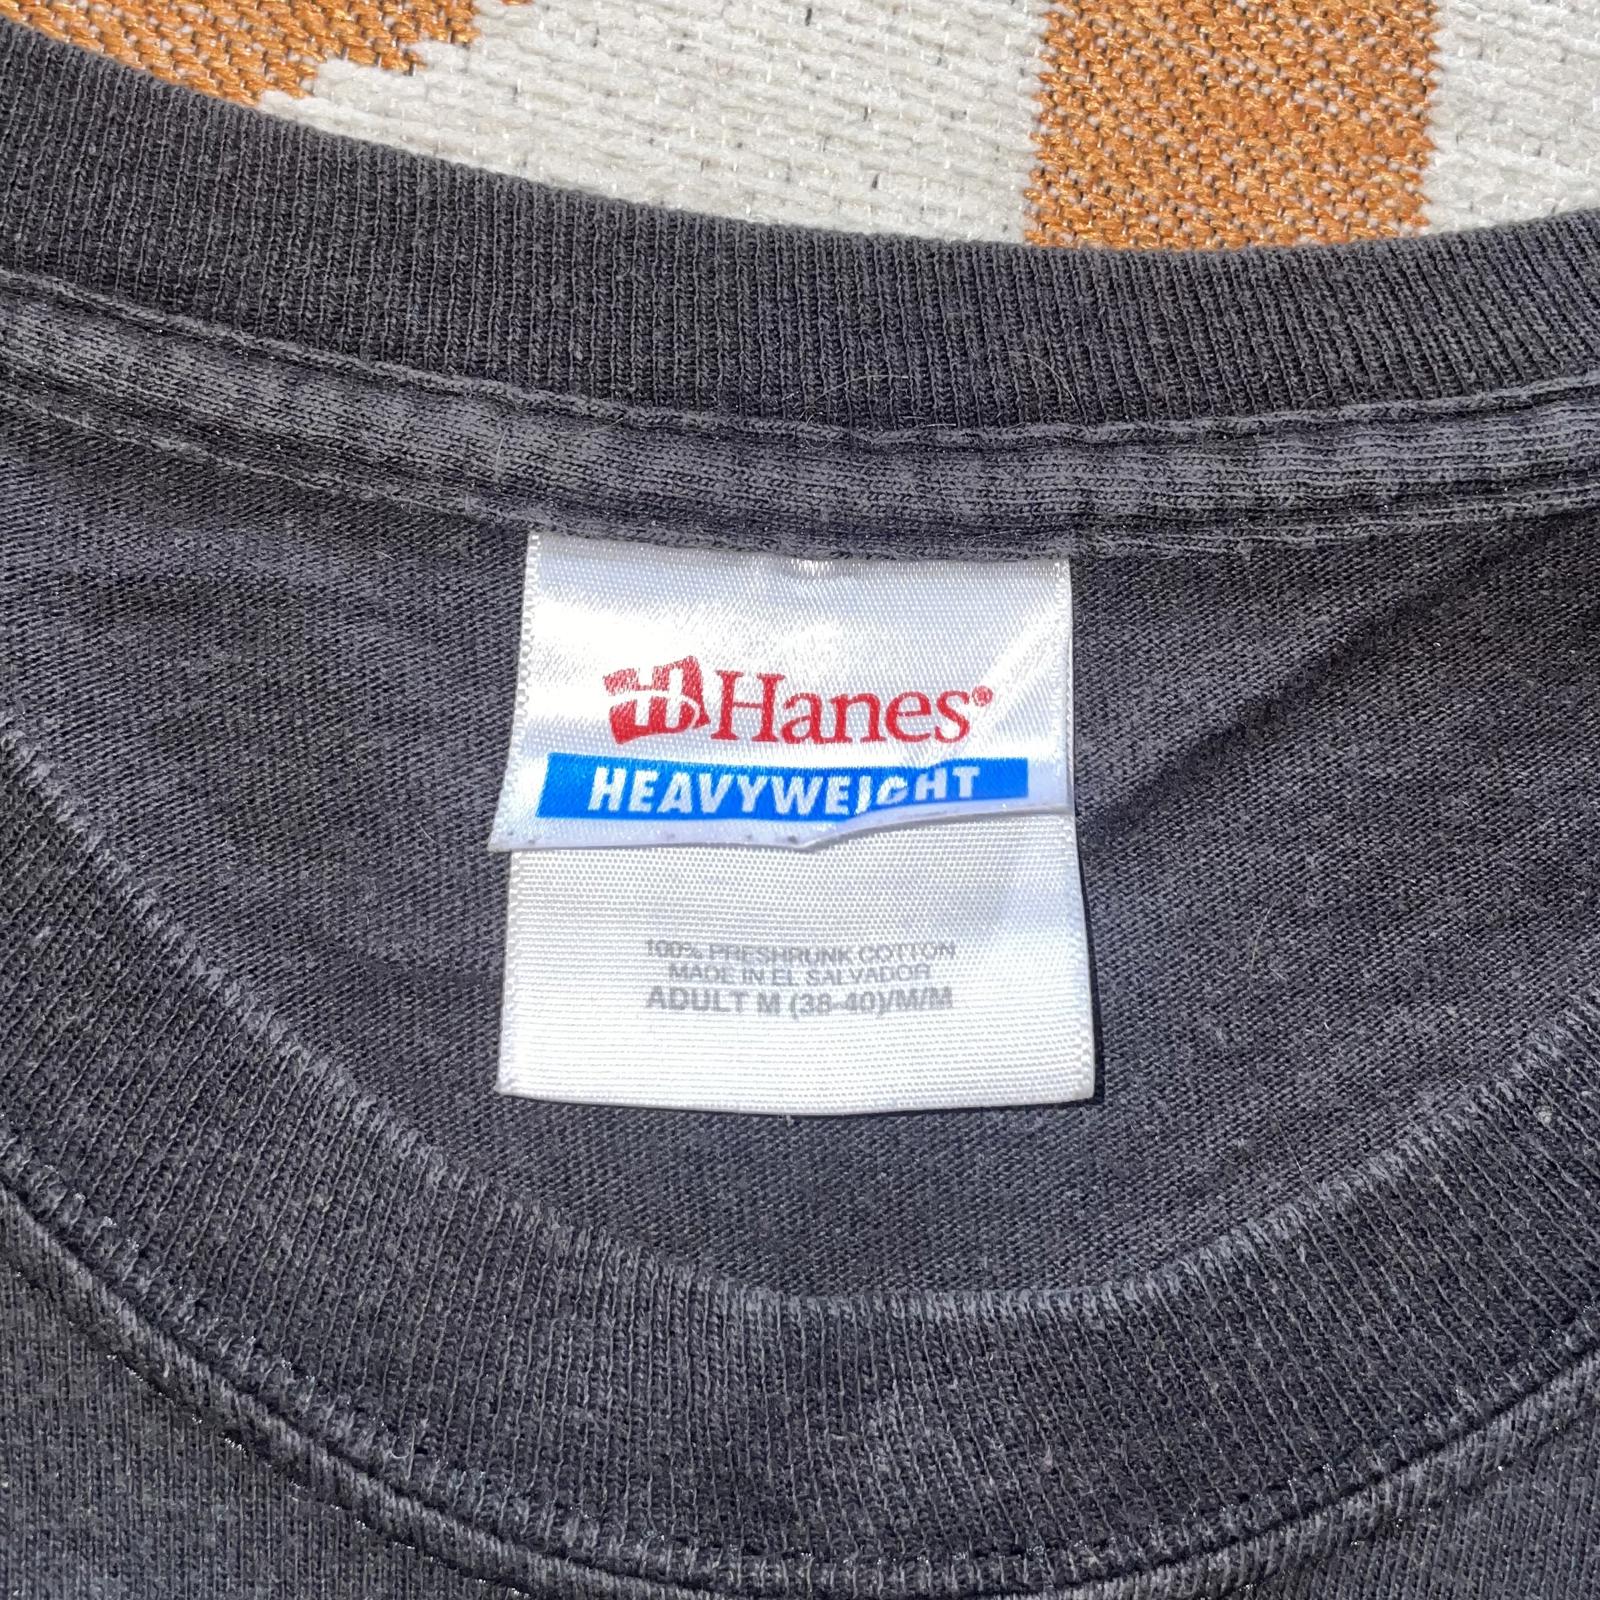 Hanes®
HEAVYWEIGHT
100% PRESHRUNK COTTON
MADE IN EL SALVADOR
ADULT M (38-40)/M/M